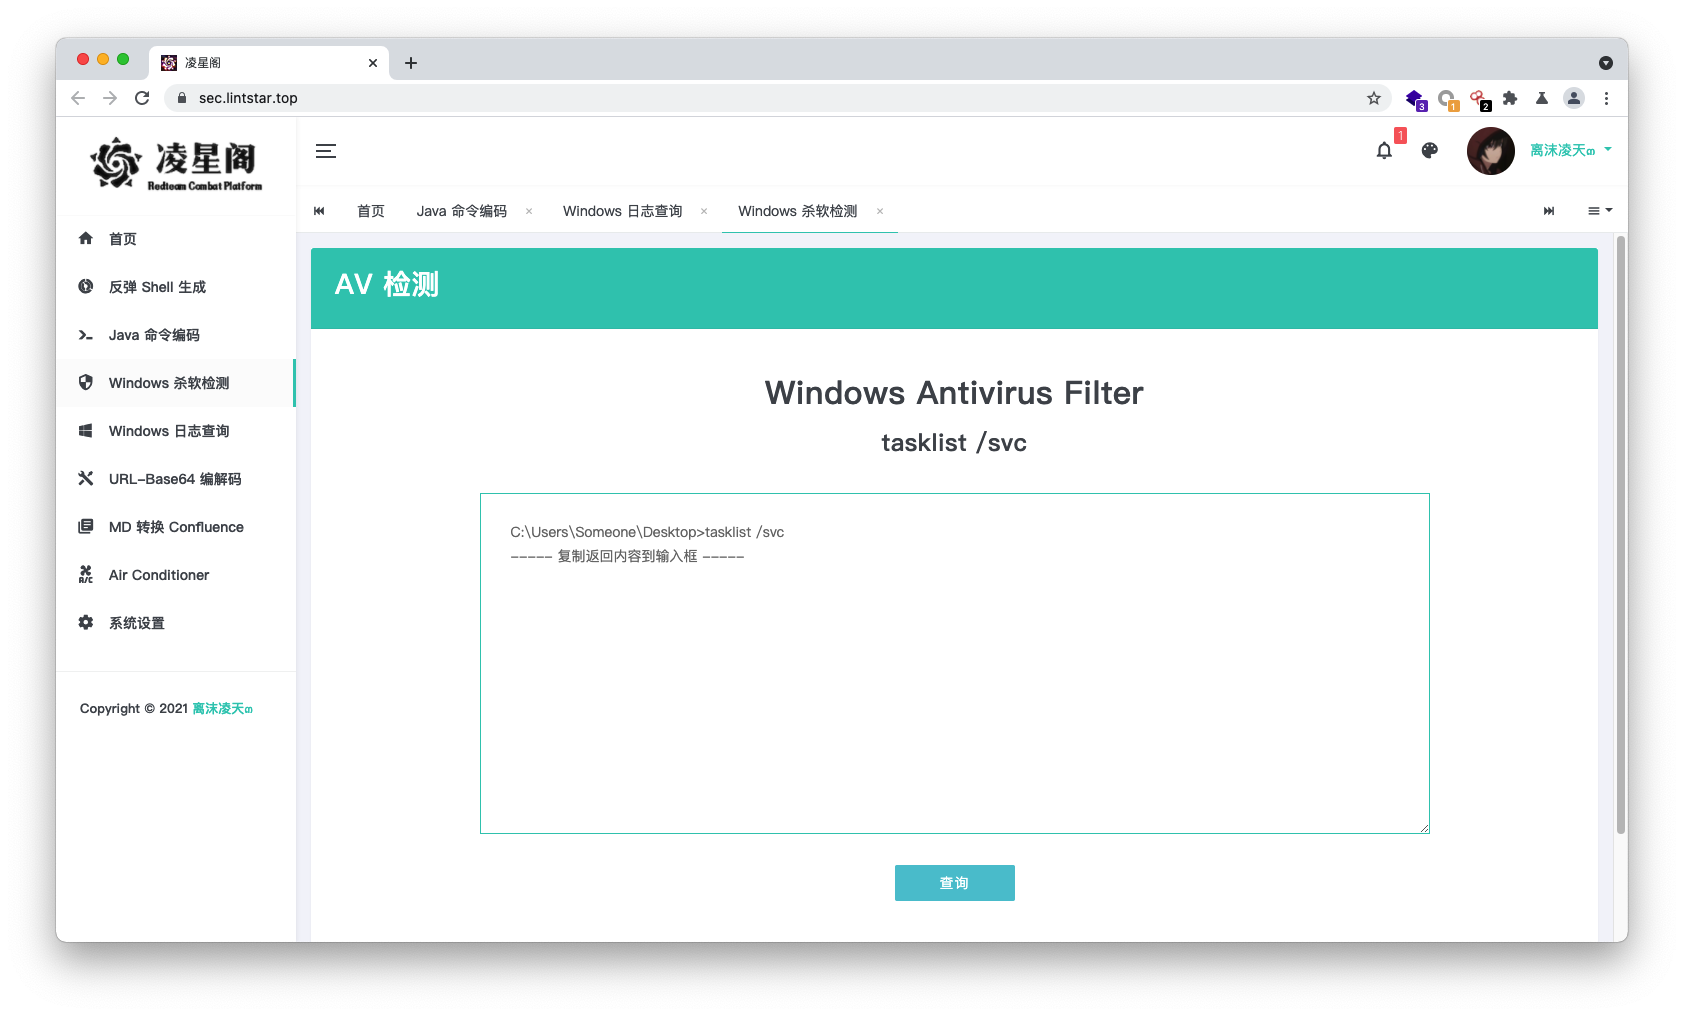 凌星阁
sec.lintstar.top
3
1
2
凌星阁
Redteam Combat Platform
1
离沫凌天ത
首页
Java 命令编码
Windows 日志查询
Windows 杀软检测
首页
反弹 Shell 生成
Java 命令编码
Windows 杀软检测
Windows 日志查询
URL-Base64 编解码
MD 转换 Confluence
A/C
Air Conditioner
系统设置
Copyright © 2021 离沫凌天ത
AV 检测
Windows Antivirus Filter
tasklist /svc
C:\Users\Someone\Desktop>tasklist /svc
----- 复制返回内容到输入框 -----
查询